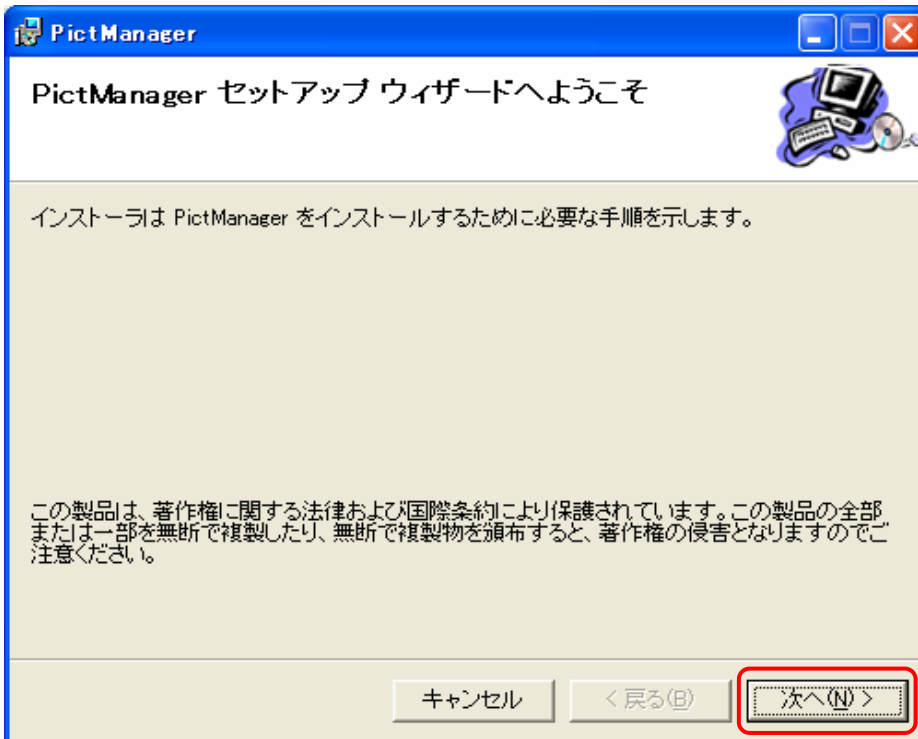 PictManager
PictManager セットアップ ウィザードへようこそ
インストーラは PictManager をインストールするために必要な手順を示します。
この製品は、著作権に関する法律および国際条約により保護されています。この製品の全部
または一部を無断で複製したり、無断で複製物を頒布すると、著作権の侵害となりますのでご
注意ください。
キャンセル
< 戻る(B)
次へ(N) >